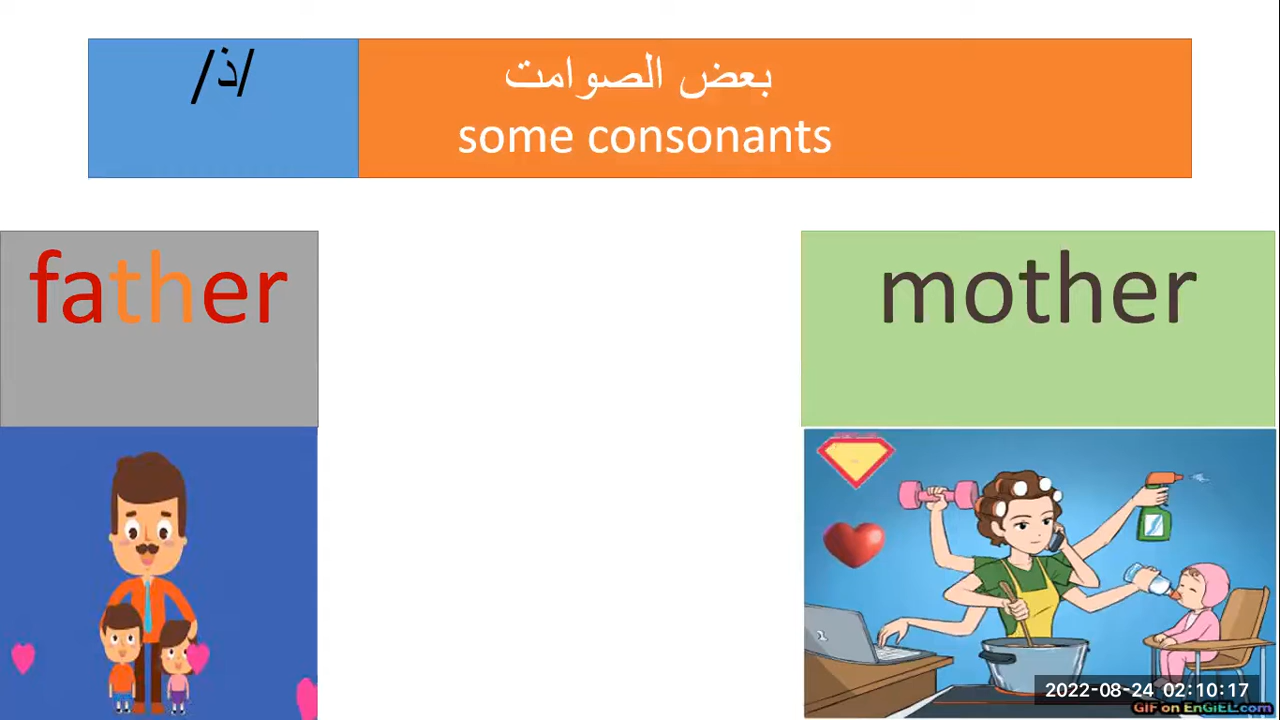 /ذ/
بعض الصوامت
some consonants
father
mother
2022-08-24 02:10:17
GIF on EnGiEL.com